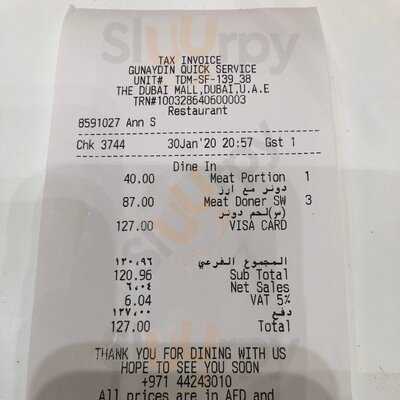 Sluurpy
TAX INVOICE
GUNAYDIN QUICK SERVICE
UNIT# TDM-SF-139_38
THE DUBAI MALL,DUBAI,U.A.E
TRN#100328640600003
Restaurant
8591027 Ann S
Chk 3744 30Jan'20 20:57 Gst 1
Dine In
40.00 Meat Portion 1
دونر مع ارز
87.00 Meat Doner SW 3
(س)لحم دونر
127.00 VISA CARD
١٢٠,٩٦ المجموع الفرعي
120.96 Sub Total
٦,٠٤ Net Sales
6.04 VAT 5%
١٢٧,٠٠ دفع
127.00 Total
THANK YOU FOR DINING WITH US
HOPE TO SEE YOU SOON
+971 44243010
All prices are in AED and